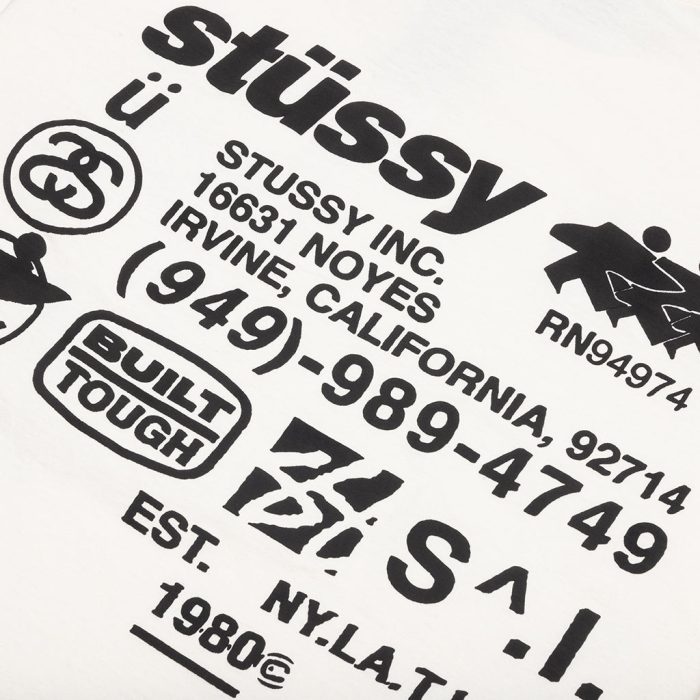 stüssy
ü
STUSSY INC.
16631 NOYES
IRVINE, CALIFORNIA, 92714
(949)-989-4749
RN94974
BUILT
TOUGH
S^.I.
EST.
1980©
NY.LA.T